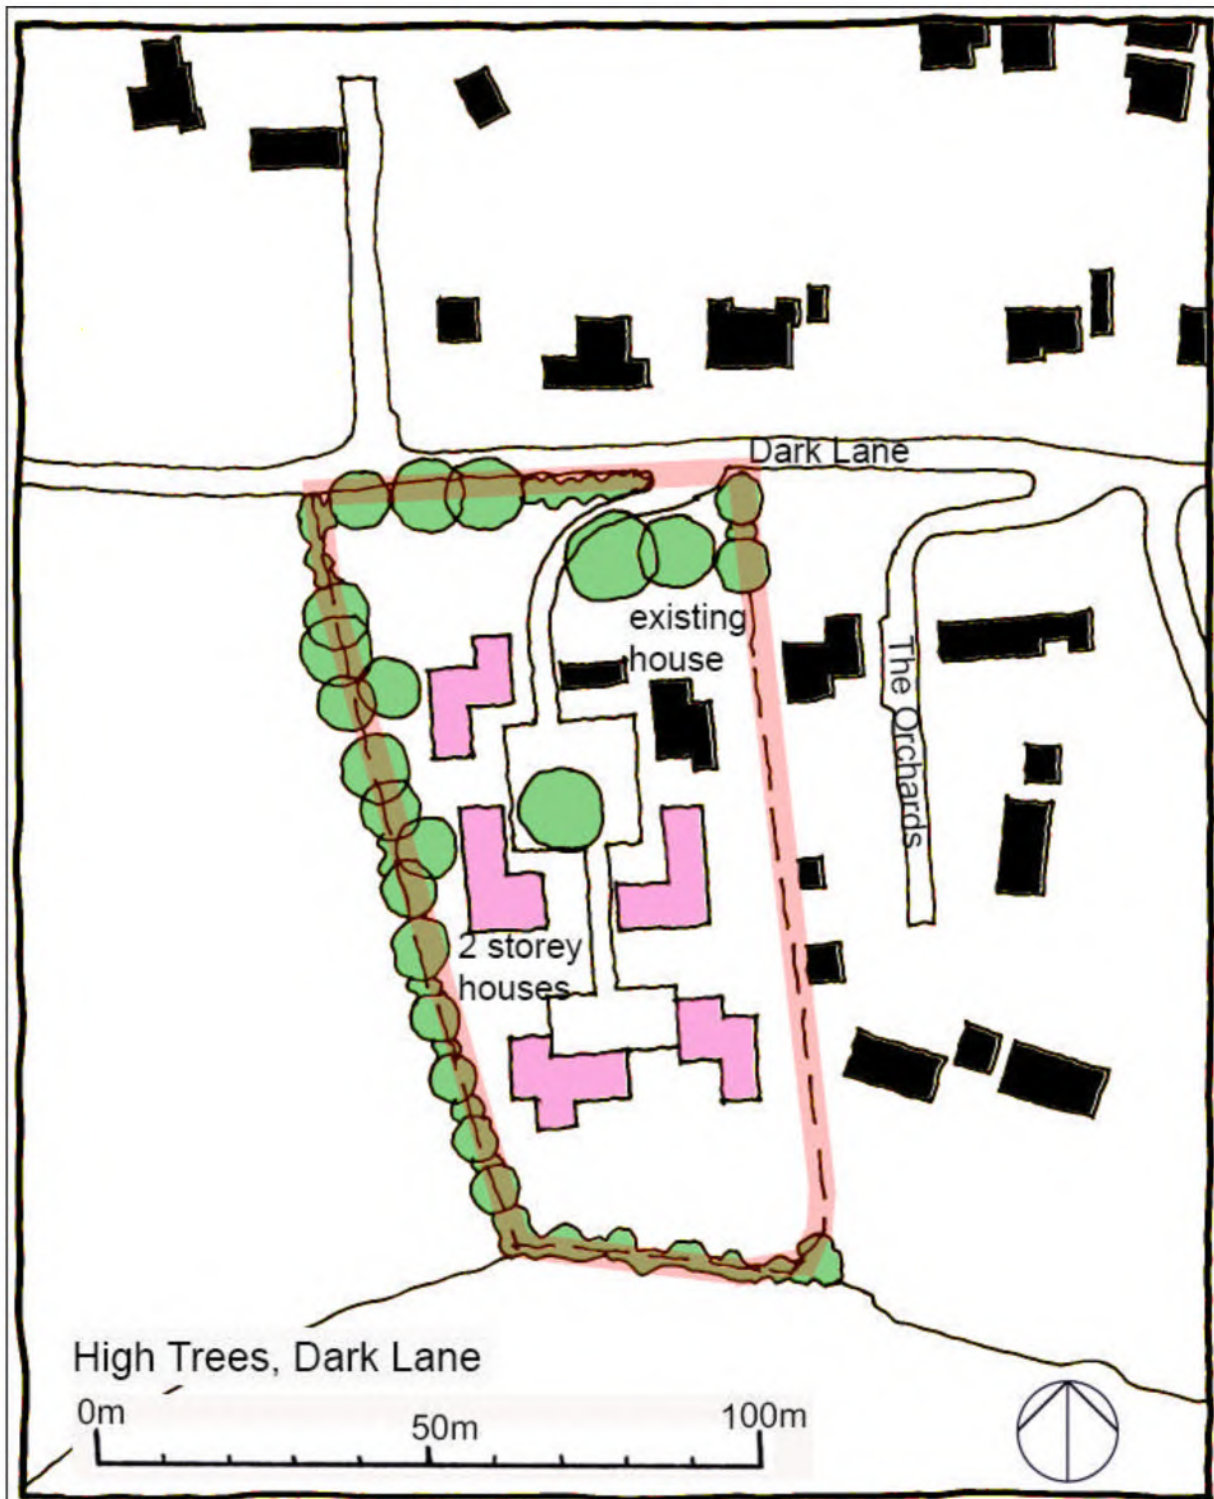 Dark Lane
existing
house
The Orchards
2 storey
houses
High Trees, Dark Lane
0m
50m
100m